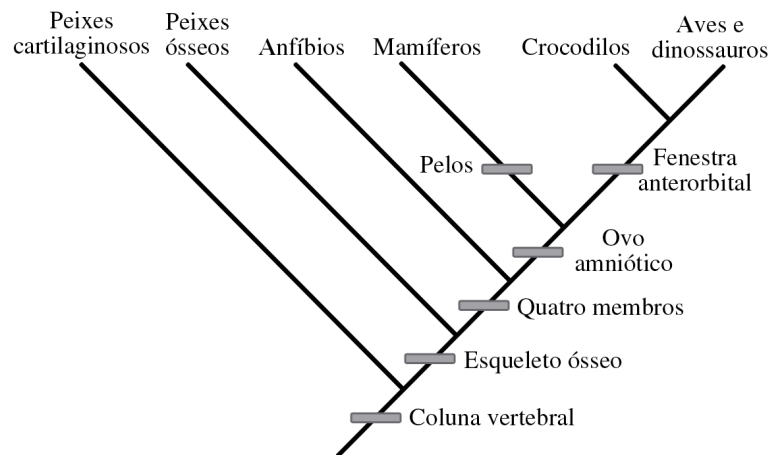 Peixes
cartilaginosos
Peixes
ósseos
Anfíbios
Mamíferos
Crocodilos
Aves e
dinossauros
Pelos
Fenestra
anterorbital
Ovo
amniótico
Quatro membros
Esqueleto ósseo
Coluna vertebral